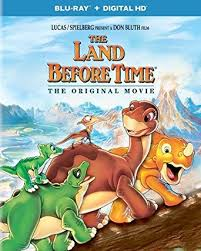 BLU-RAY + DIGITAL HD
LUCAS / SPIELBERG PRESENT A DON BLUTH FILM
THE
LAND
BEFORE TIME
THE ORIGINAL MOVIE